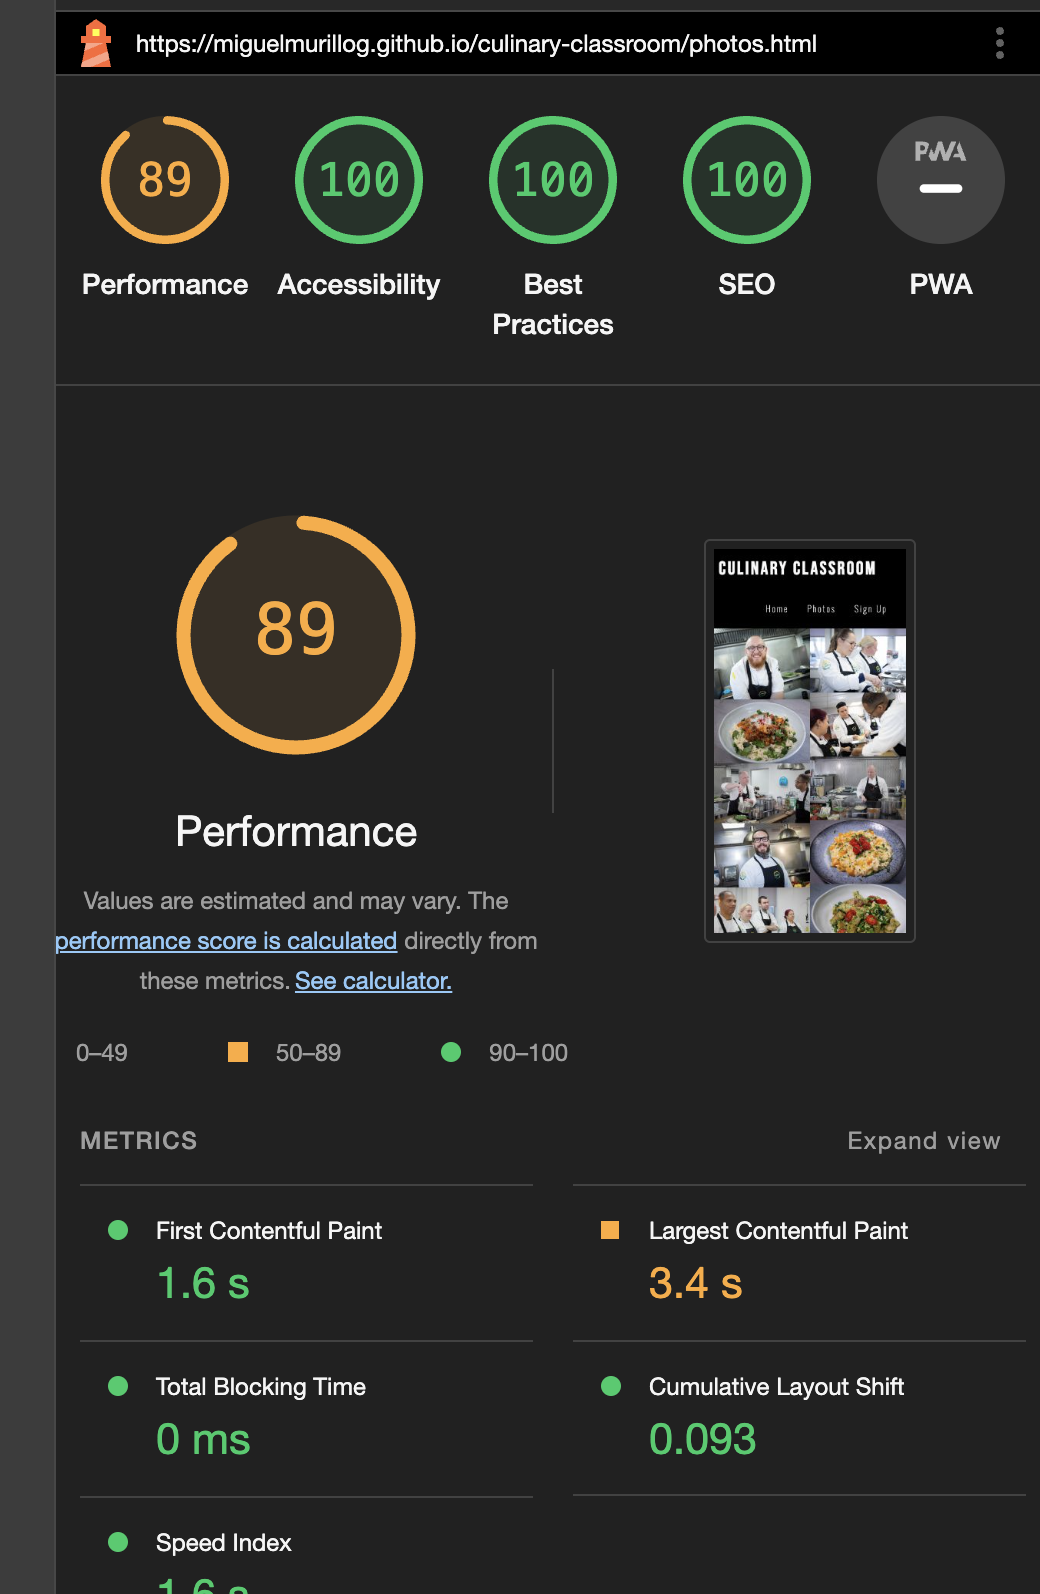 https://miguelmurillog.github.io/culinary-classroom/photos.html
89
100
100
100
PWA
Performance
Accessibility
Best
Practices
SEO
PWA
89
Performance
Values are estimated and may vary. The
performance score is calculated directly from
these metrics. See calculator.
CULINARY CLASSROOM
Home Photos Sign Up
0–49
50–89
90–100
METRICS
Expand view
First Contentful Paint
1.6 s
Largest Contentful Paint
3.4 s
Total Blocking Time
0 ms
Cumulative Layout Shift
0.093
Speed Index
1.6 s